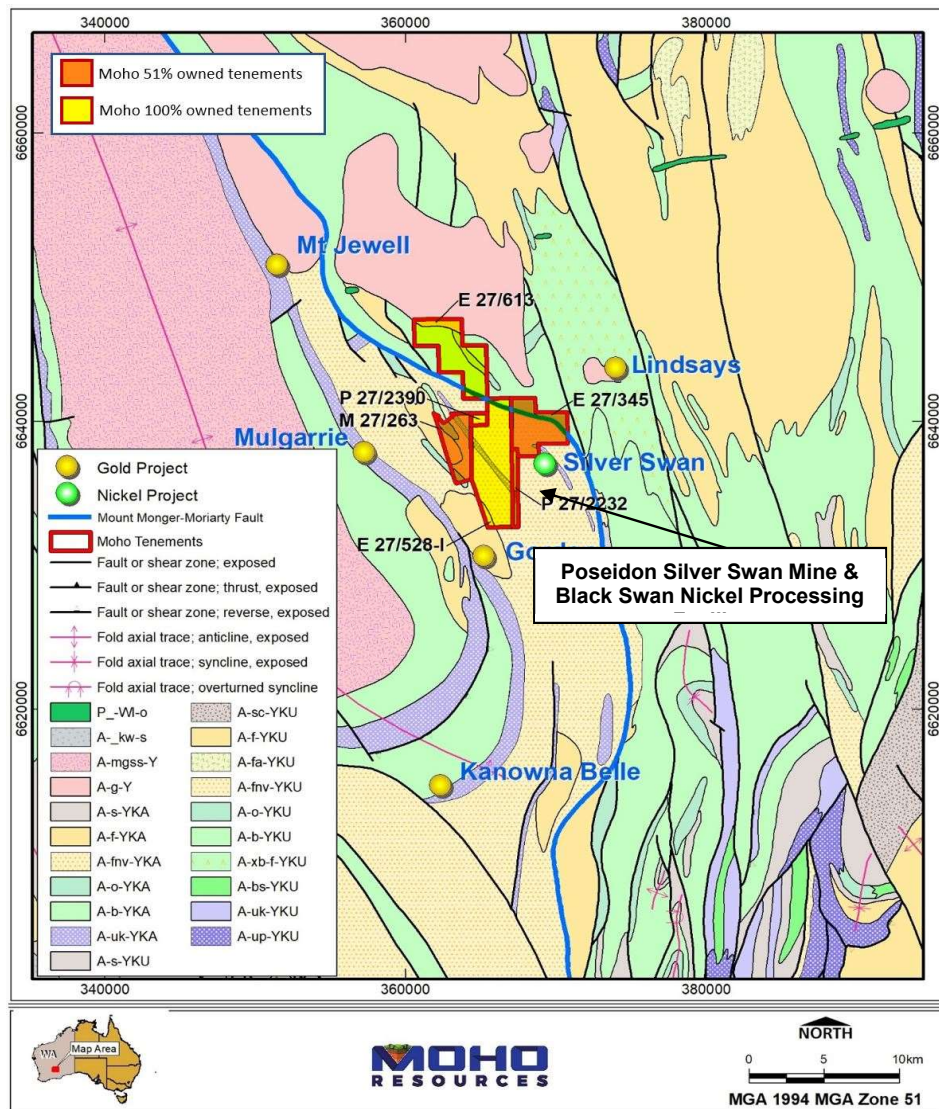 340000
360000
380000
Moho 51% owned tenements
Moho 100% owned tenements
6660000
6660000
Mt Jewell
E 27/613
Lindsays
P 27/2390
E 27/345
M 27/263
6640000
6640000
Mulgarrie
Silver Swan
P 27/2232
E 27/528-I
Poseidon Silver Swan Mine &
Black Swan Nickel Processing
Gold Project
Nickel Project
Mount Monger-Moriarty Fault
Moho Tenements
Fault or shear zone; exposed
Fault or shear zone; thrust, exposed
Fault or shear zone; reverse, exposed
Fold axial trace; anticline, exposed
Fold axial trace; syncline, exposed
Fold axial trace; overturned syncline
P_-WI-o
A-_kw-s
A-mgss-Y
A-g-Y
A-s-YKA
A-f-YKA
A-fnv-YKA
A-o-YKA
A-b-YKA
A-uk-YKA
A-s-YKU
A-sc-YKU
A-f-YKU
A-fa-YKU
A-fnv-YKU
A-o-YKU
A-b-YKU
A-xb-f-YKU
A-bs-YKU
A-uk-YKU
A-up-YKU
6620000
6620000
Kanowna Belle
340000
360000
380000
WA
Map Area
MOHO
RESOURCES
NORTH
0 5 10km
MGA 1994 MGA Zone 51